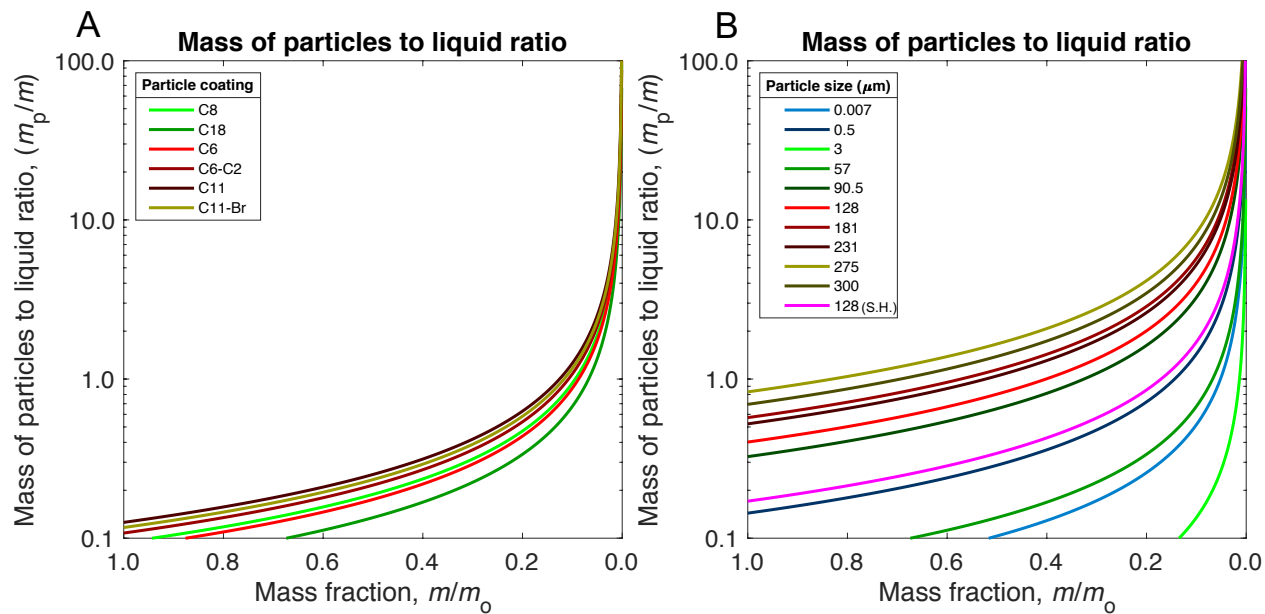 A
Mass of particles to liquid ratio
Mass of particles to liquid ratio, (mp/m)
100.0
10.0
1.0
0.1
Particle coating
C8
C18
C6
C6-C2
C11
C11-Br
1.0 0.8 0.6 0.4 0.2 0.0
Mass fraction, m/mo
B
Mass of particles to liquid ratio
Mass of particles to liquid ratio, (mp/m)
100.0
10.0
1.0
0.1
Particle size (μm)
0.007
0.5
3
57
90.5
128
181
231
275
300
128 (S.H.)
1.0 0.8 0.6 0.4 0.2 0.0
Mass fraction, m/mo